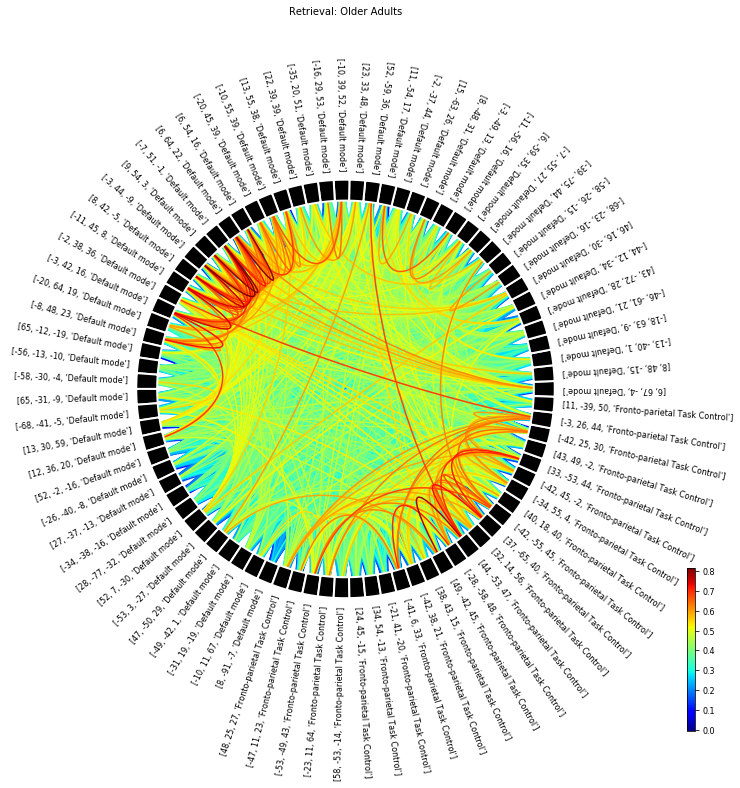 Retrieval: Older Adults
[6, 67, -4, 'Default mode']
[8, 48, -15, 'Default mode']
[-13, -40, 1, 'Default mode']
[-18, 63, -9, 'Default mode']
[-46, -61, 21, 'Default mode']
[43, -72, 28, 'Default mode']
[-44, 12, -34, 'Default mode']
[46, 16, -30, 'Default mode']
[-68, -23, -16, 'Default mode']
[-58, -26, -15, 'Default mode']
[-39, -75, 44, 'Default mode']
[-7, -55, 27, 'Default mode']
[6, -59, 35, 'Default mode']
[-11, -56, 16, 'Default mode']
[-3, -49, 13, 'Default mode']
[8, -48, 31, 'Default mode']
[15, -63, 26, 'Default mode']
[-2, -37, 44, 'Default mode']
[11, -54, 17, 'Default mode']
[52, -59, 36, 'Default mode']
[23, 33, 48, 'Default mode']
[-10, 39, 52, 'Default mode']
[-16, 29, 53, 'Default mode']
[-35, 20, 51, 'Default mode']
[22, 39, 39, 'Default mode']
[13, 55, 38, 'Default mode']
[-10, 55, 39, 'Default mode']
[-20, 45, 39, 'Default mode']
[6, 54, 16, 'Default mode']
[6, 64, 22, 'Default mode']
[-7, 51, -1, 'Default mode']
[9, 54, 3, 'Default mode']
[-3, 44, -9, 'Default mode']
[8, 42, -5, 'Default mode']
[-11, 45, 8, 'Default mode']
[-2, 38, 36, 'Default mode']
[-3, 42, 16, 'Default mode']
[-20, 64, 19, 'Default mode']
[-8, 48, 23, 'Default mode']
[65, -12, -19, 'Default mode']
[-56, -13, -10, 'Default mode']
[-58, -30, -4, 'Default mode']
[65, -31, -9, 'Default mode']
[-68, -41, -5, 'Default mode']
[13, 30, 59, 'Default mode']
[12, 36, 20, 'Default mode']
[52, -2, -16, 'Default mode']
[-26, -40, -8, 'Default mode']
[27, -37, -13, 'Default mode']
[-34, -38, -16, 'Default mode']
[28, -77, -32, 'Default mode']
[52, 7, -30, 'Default mode']
[-53, 3, -27, 'Default mode']
[47, -50, 29, 'Default mode']
[-49, -42, 1, 'Default mode']
[-31, 19, -19, 'Default mode']
[-10, 11, 67, 'Default mode']
[8, -91, -7, 'Default mode']
[48, 25, 27, 'Fronto-parietal Task Control']
[-47, 11, 23, 'Fronto-parietal Task Control']
[-53, -49, 43, 'Fronto-parietal Task Control']
[-23, 11, 64, 'Fronto-parietal Task Control']
[58, -53, -14, 'Fronto-parietal Task Control']
[24, 45, -15, 'Fronto-parietal Task Control']
[34, -54, -13, 'Fronto-parietal Task Control']
[-21, 41, -20, 'Fronto-parietal Task Control']
[-41, 6, 33, 'Fronto-parietal Task Control']
[-42, 38, 21, 'Fronto-parietal Task Control']
[38, 43, 15, 'Fronto-parietal Task Control']
[49, -42, 45, 'Fronto-parietal Task Control']
[-28, -58, 48, 'Fronto-parietal Task Control']
[44, -53, 47, 'Fronto-parietal Task Control']
[32, 14, 56, 'Fronto-parietal Task Control']
[37, -65, 40, 'Fronto-parietal Task Control']
[-42, -55, 45, 'Fronto-parietal Task Control']
[40, 18, 40, 'Fronto-parietal Task Control']
[-34, 55, 4, 'Fronto-parietal Task Control']
[-42, 45, -2, 'Fronto-parietal Task Control']
[33, -53, 44, 'Fronto-parietal Task Control']
[43, 49, -2, 'Fronto-parietal Task Control']
[-42, 25, 30, 'Fronto-parietal Task Control']
[-3, 26, 44, 'Fronto-parietal Task Control']
[11, -39, 50, 'Fronto-parietal Task Control']
0.8
0.7
0.6
0.5
0.4
0.3
0.2
0.1
0.0